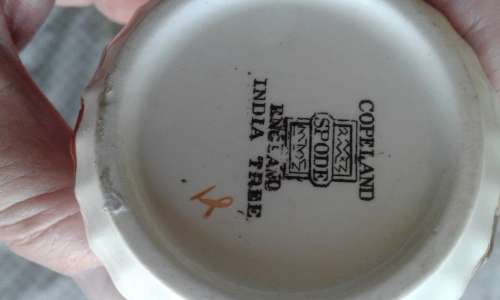 COPELAND
SPODE
ENGLAND
INDIA TREE